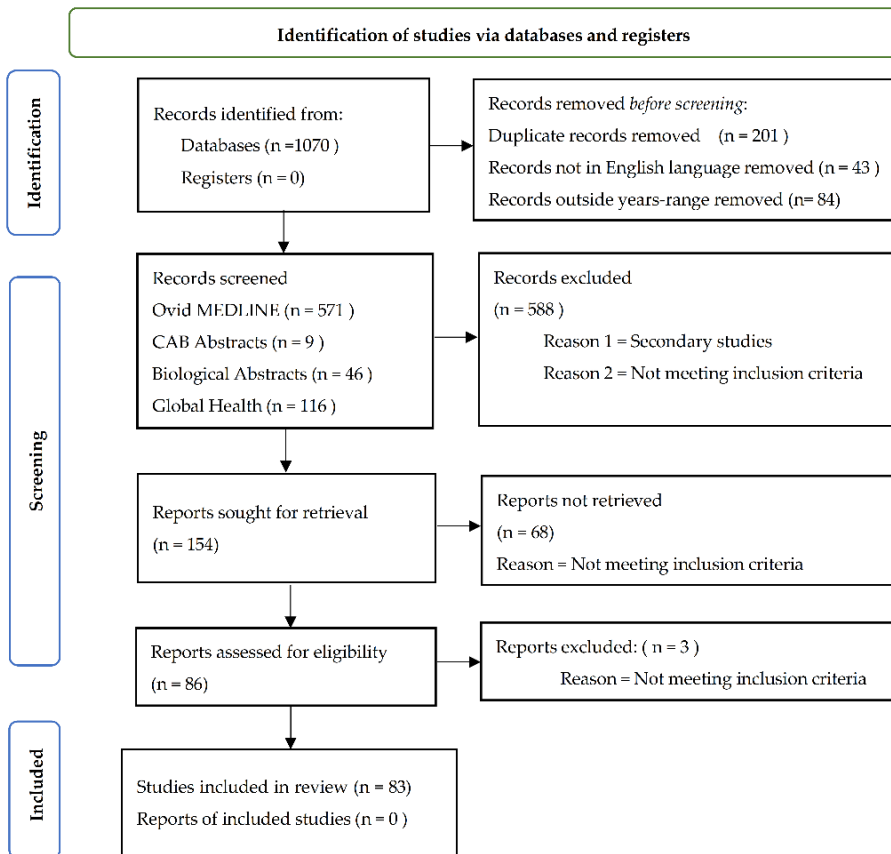 Identification of studies via databases and registers
Identification
Records identified from:
Databases (n =1070 )
Registers (n = 0)
Records removed before screening:
Duplicate records removed (n = 201 )
Records not in English language removed (n = 43 )
Records outside years-range removed (n= 84)
Screening
Records screened
Ovid MEDLINE (n = 571 )
CAB Abstracts (n = 9 )
Biological Abstracts (n = 46 )
Global Health (n = 116 )
Records excluded
(n = 588 )
Reason 1 = Secondary studies
Reason 2 = Not meeting inclusion criteria
Reports sought for retrieval
(n = 154)
Reports not retrieved
(n = 68)
Reason = Not meeting inclusion criteria
Reports assessed for eligibility
(n = 86)
Reports excluded: ( n = 3 )
Reason = Not meeting inclusion criteria
Included
Studies included in review (n = 83)
Reports of included studies (n = 0 )